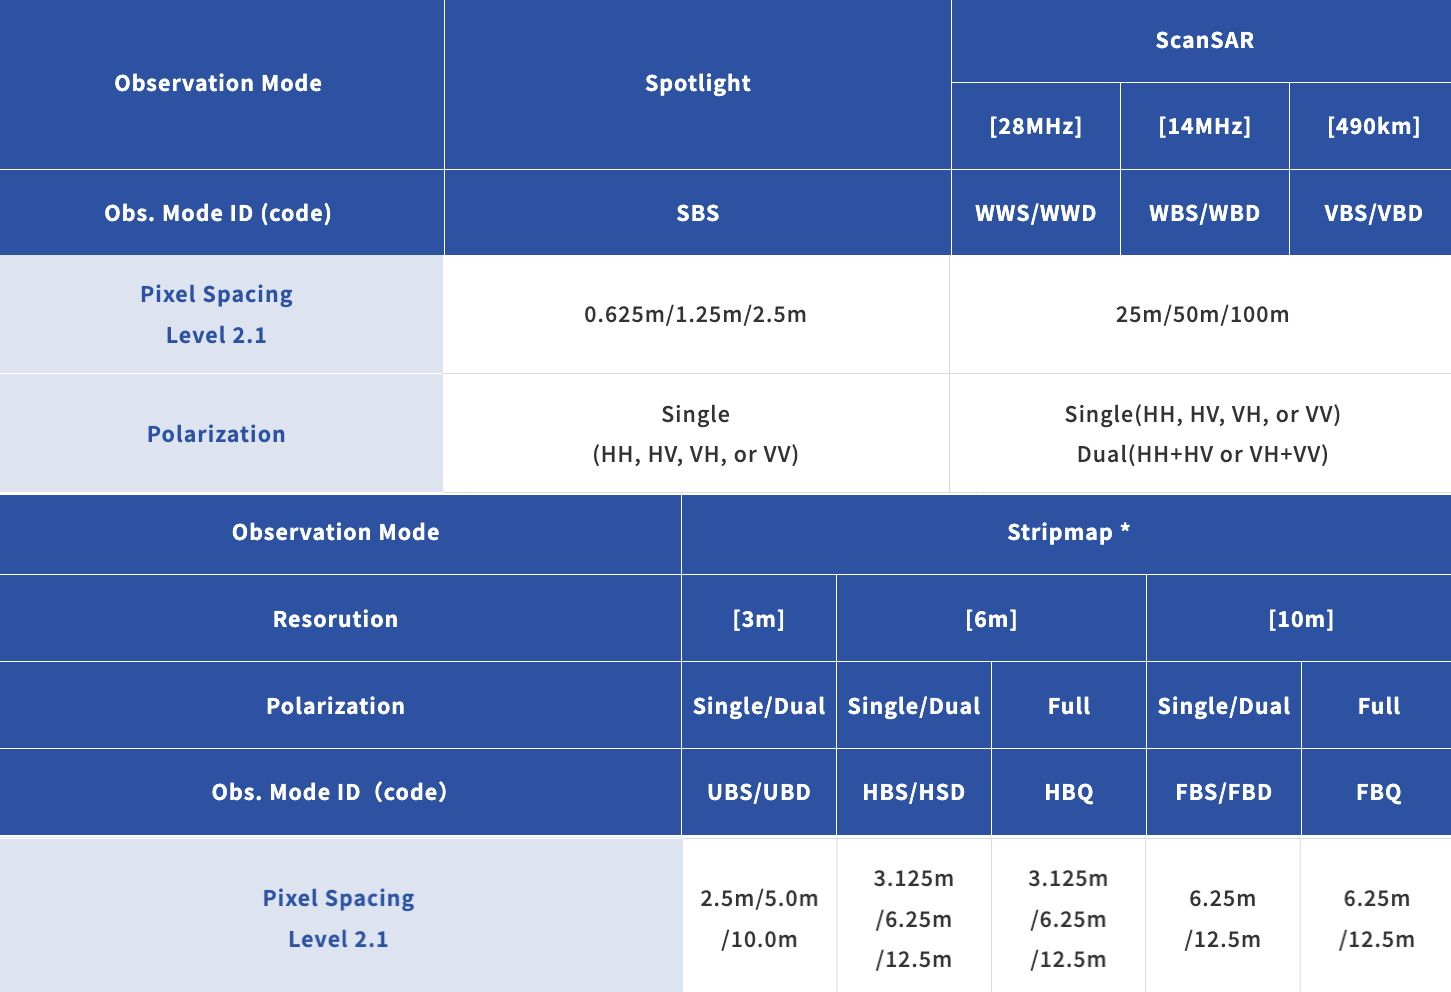 Observation Mode
Spotlight
ScanSAR
[28MHz]
[14MHz]
[490km]
Obs. Mode ID (code)
SBS
WWS/WWD
WBS/WBD
VBS/VBD
Pixel Spacing
Level 2.1
0.625m/1.25m/2.5m
25m/50m/100m
Polarization
Single
(HH, HV, VH, or VV)
Single(HH, HV, VH, or VV)
Dual(HH+HV or VH+VV)
Observation Mode
Stripmap *
Resorution
[3m]
[6m]
[10m]
Polarization
Single/Dual
Single/Dual
Full
Single/Dual
Full
Obs. Mode ID（code）
UBS/UBD
HBS/HSD
HBQ
FBS/FBD
FBQ
Pixel Spacing
Level 2.1
2.5m/5.0m
/10.0m
3.125m
/6.25m
/12.5m
3.125m
/6.25m
/12.5m
6.25m
/12.5m
6.25m
/12.5m